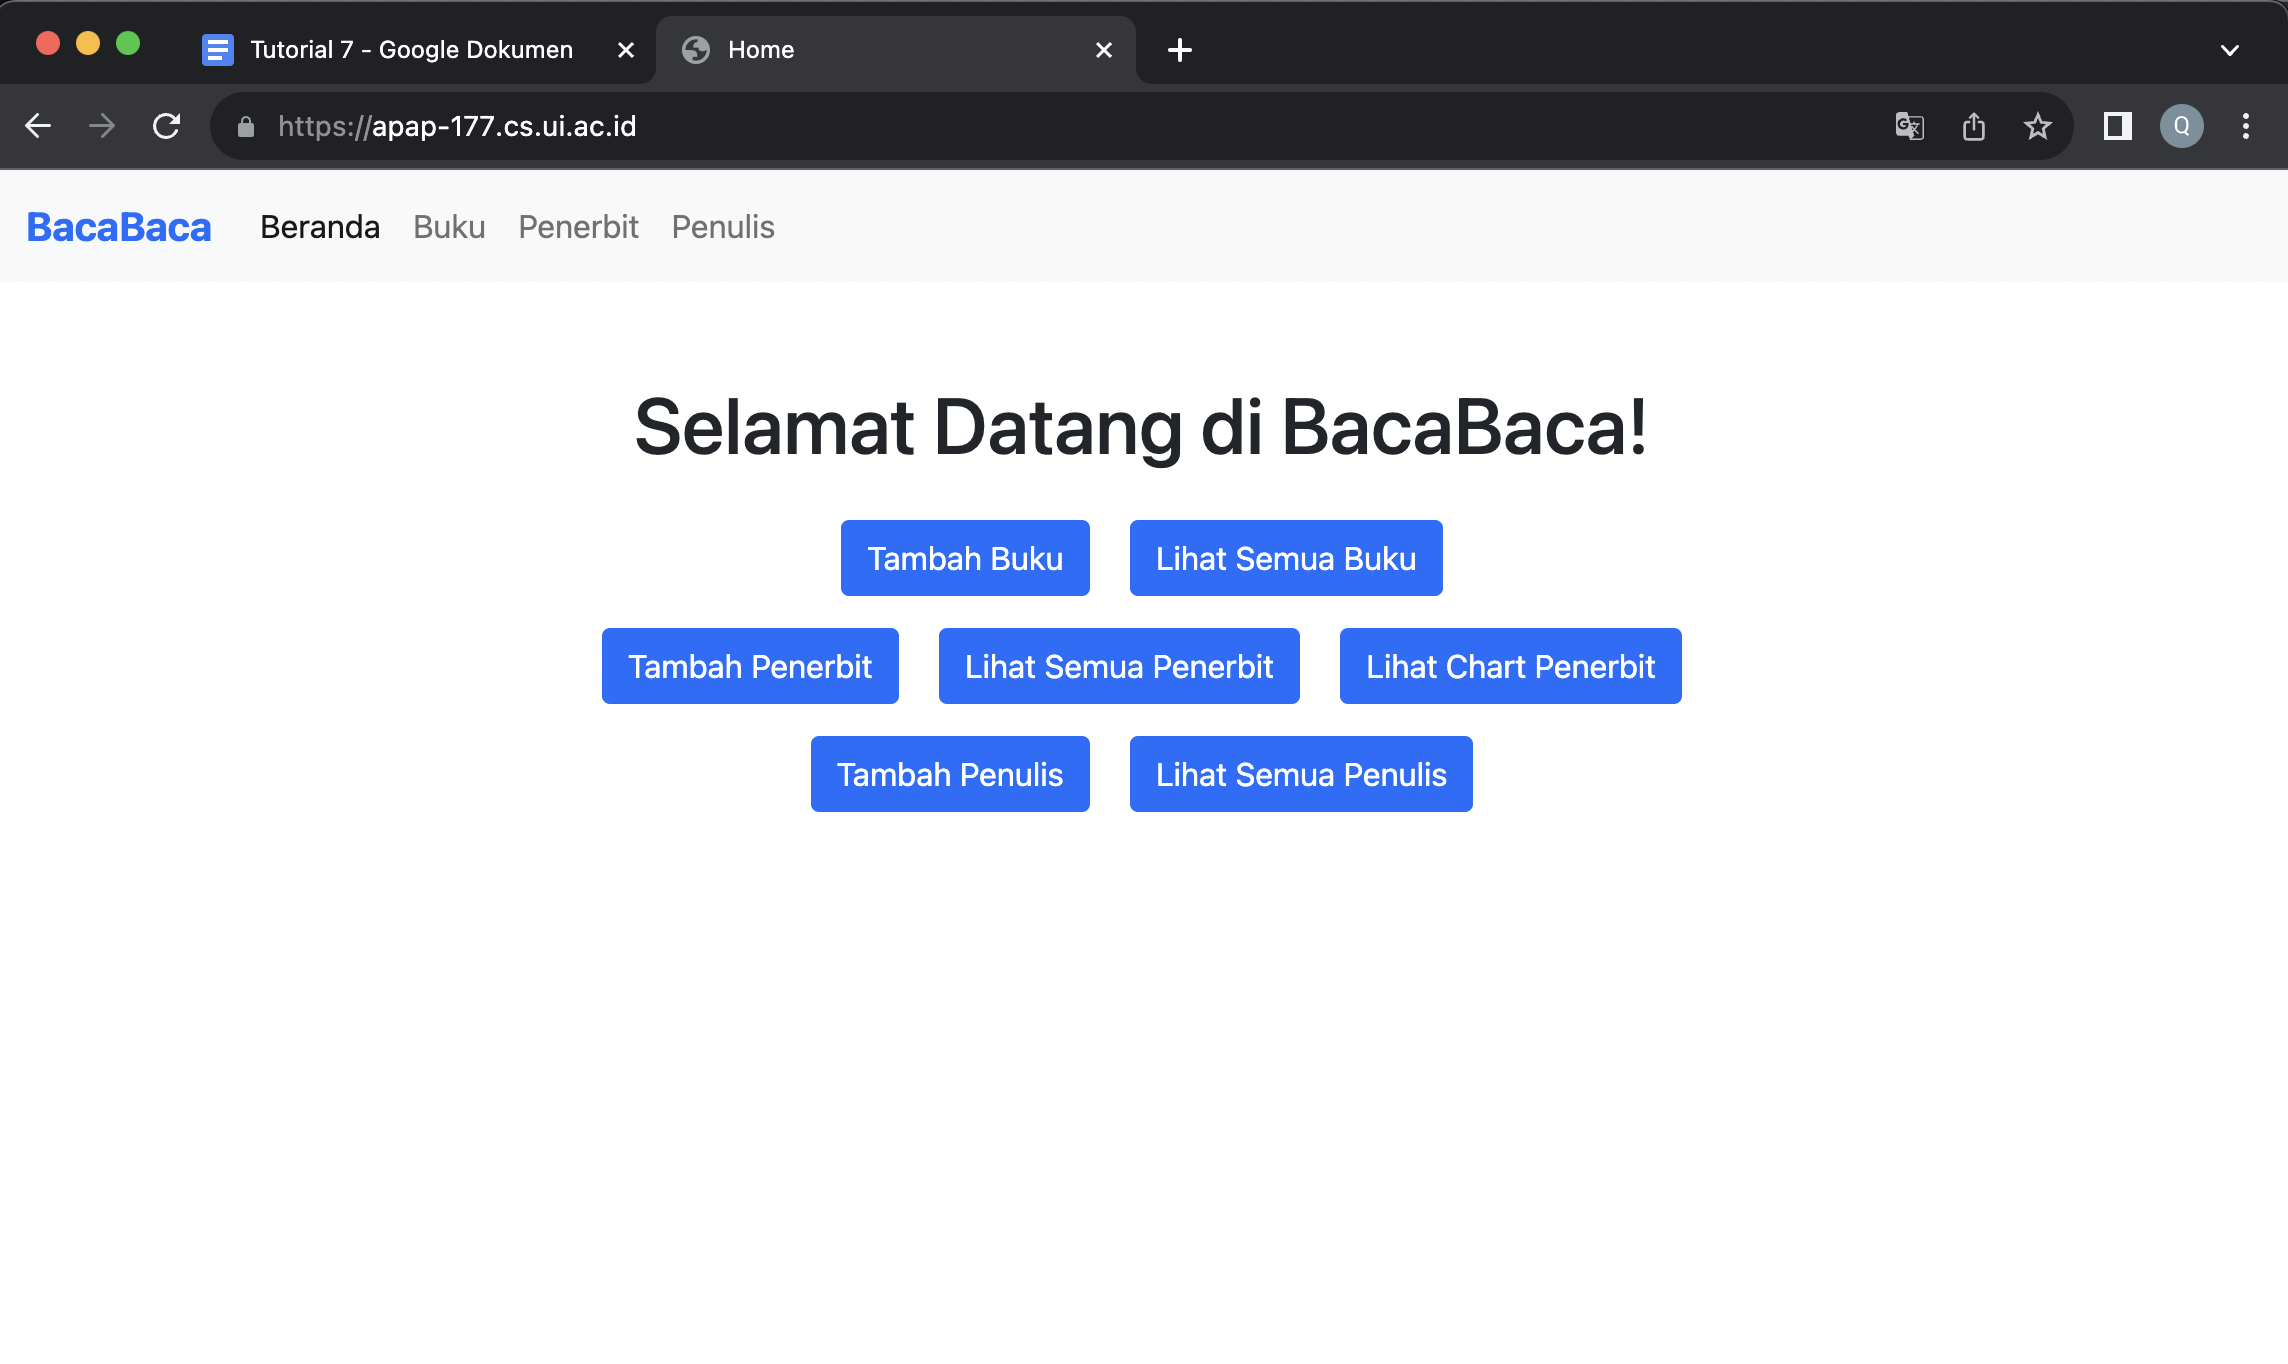 Tutorial 7 - Google Dokumen
Home
https://apap-177.cs.ui.ac.id
Q
BacaBaca Beranda Buku Penerbit Penulis
Selamat Datang di BacaBaca!
Tambah Buku Lihat Semua Buku
Tambah Penerbit Lihat Semua Penerbit Lihat Chart Penerbit
Tambah Penulis Lihat Semua Penulis